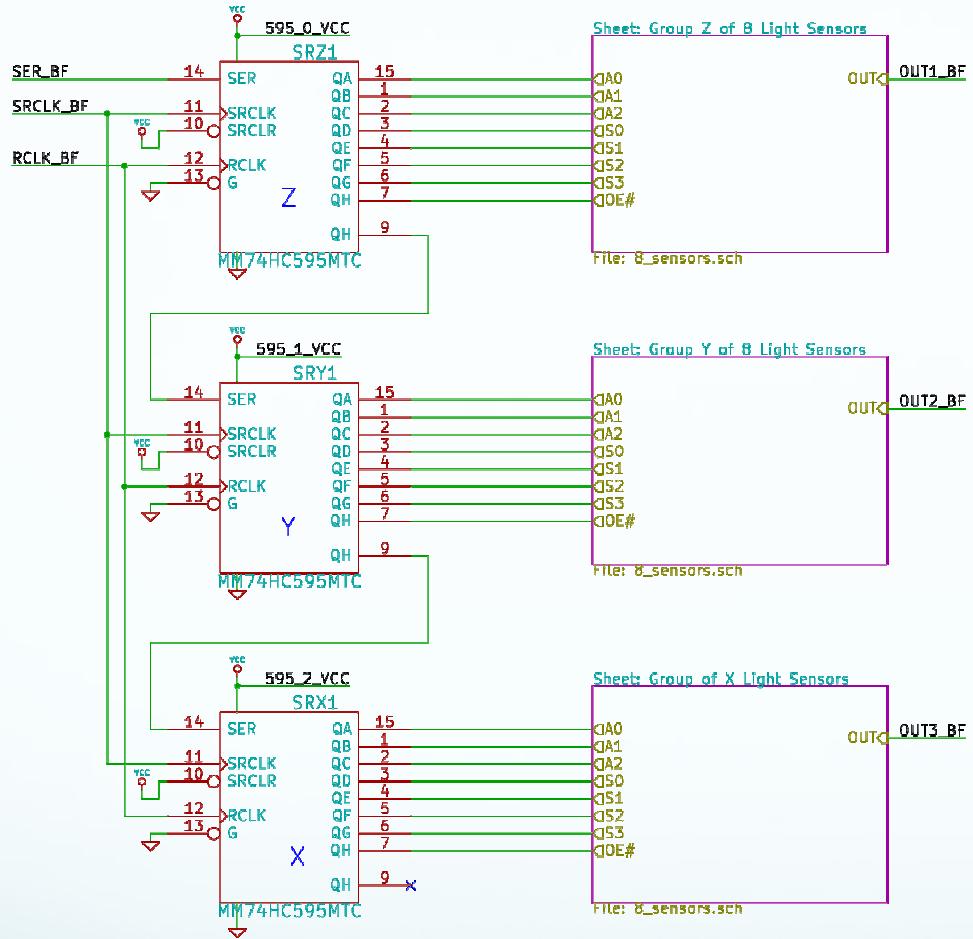 VCC
595_0_VCC
Sheet: Group Z of 8 Light Sensors
SRZ1
SER_BF 14 SER QA 15 A0 OUT OUT1_BF
QB 1 A1
SRCLK_BF 11 SRCLK QC 2 A2
VCC 10 SRCLR QD 3 S0
QE 4 S1
RCLK_BF 12 RCLK QF 5 S2
13 G QG 6 S3
Z QH 7 OE#
QH 9
MM74HC595MTC File: 8_sensors.sch
VCC
595_1_VCC
Sheet: Group Y of 8 Light Sensors
SRY1
14 SER QA 15 A0 OUT OUT2_BF
QB 1 A1
11 SRCLK QC 2 A2
VCC 10 SRCLR QD 3 S0
QE 4 S1
12 RCLK QF 5 S2
13 G QG 6 S3
Y QH 7 OE#
QH 9
MM74HC595MTC File: 8_sensors.sch
VCC
595_2_VCC
Sheet: Group of X Light Sensors
SRX1
14 SER QA 15 A0 OUT OUT3_BF
QB 1 A1
11 SRCLK QC 2 A2
VCC 10 SRCLR QD 3 S0
QE 4 S1
12 RCLK QF 5 S2
13 G QG 6 S3
X QH 7 OE#
QH 9
MM74HC595MTC File: 8_sensors.sch